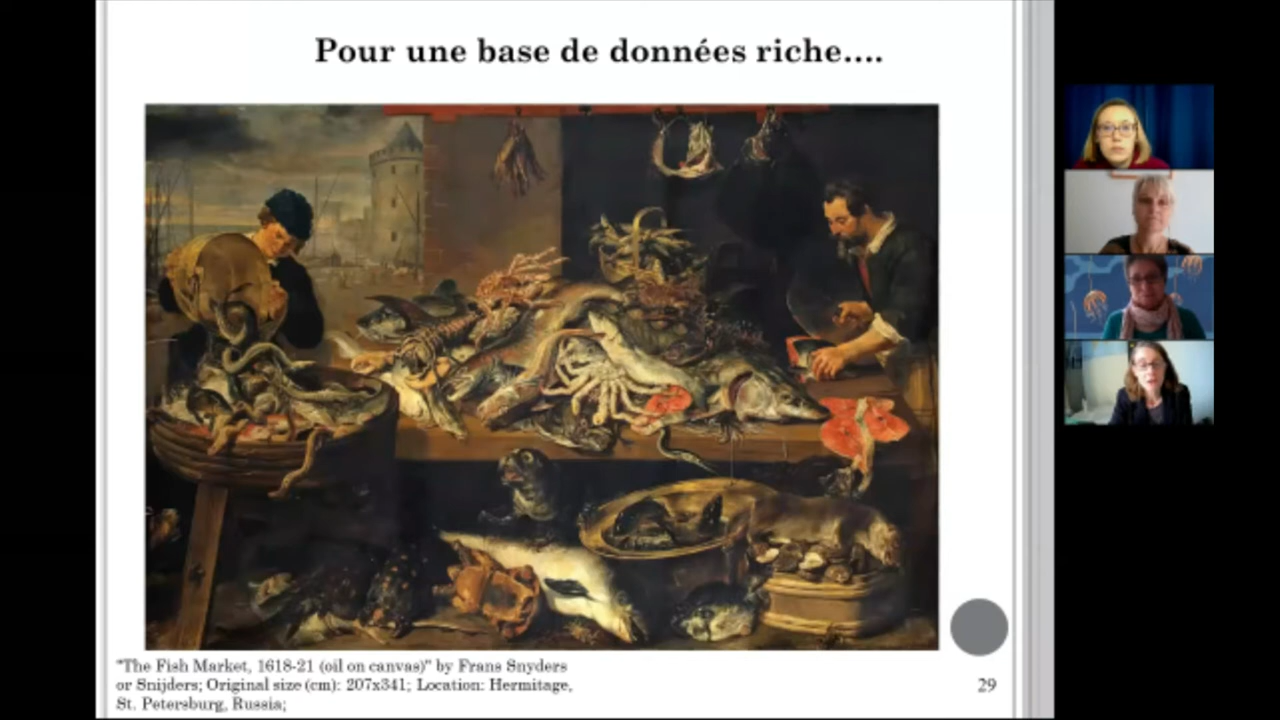 Pour une base de données riche....
"The Fish Market, 1618-21 (oil on canvas)" by Frans Snyders
or Snijders; Original size (cm): 207x341; Location: Hermitage,
St. Petersburg, Russia;
29